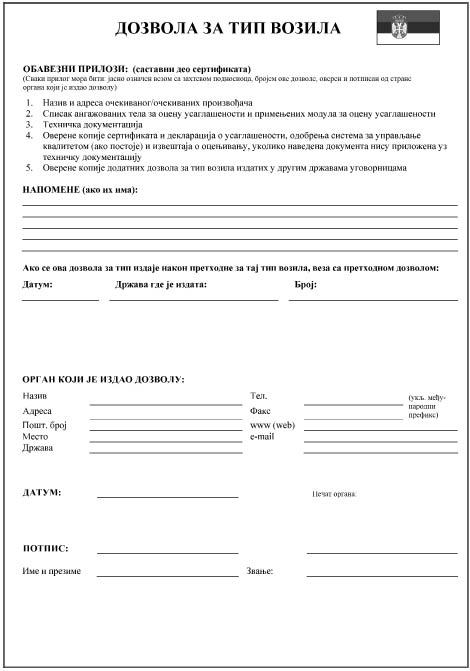 ДОЗВОЛА ЗА ТИП ВОЗИЛА
ОБАВЕЗНИ ПРИЛОЗИ: (саставни део сертификата)
(Сваки прилог мора бити: јасно означен везом са захтевом подносиоца, бројем ове дозволе, оверен и потписан од стране
органа који је издао дозволу)
1. Назив и адреса очекиваног/очекиваних произвођача
2. Списак ангажованих тела за оцену усаглашености и примењених модула за оцену усаглашености
3. Техничка документација
4. Оверене копије сертификата и декларација о усаглашености, одобрења система за управљање
квалитетом (ако постоје) и извештаја о оцењивању, уколико наведена документа нису приложена уз
техничку документацију
5. Оверене копије додатних дозвола за тип возила издатих у другим државама уговорницама
НАПОМЕНЕ (ако их има):
Ако се ова дозвола за тип издаје након претходне за тај тип возила, веза са претходном дозволом:
Датум: Држава где је издата: Број:
ОРГАН КОЈИ ЈЕ ИЗДАО ДОЗВОЛУ:
Назив Тел. (укљ. међу-
Адреса Факс народни
префикс)
Пошт. број www (web)
Место e-mail
Држава
ДАТУМ: Печат органа:
ПОТПИС:
Име и презиме Звање: